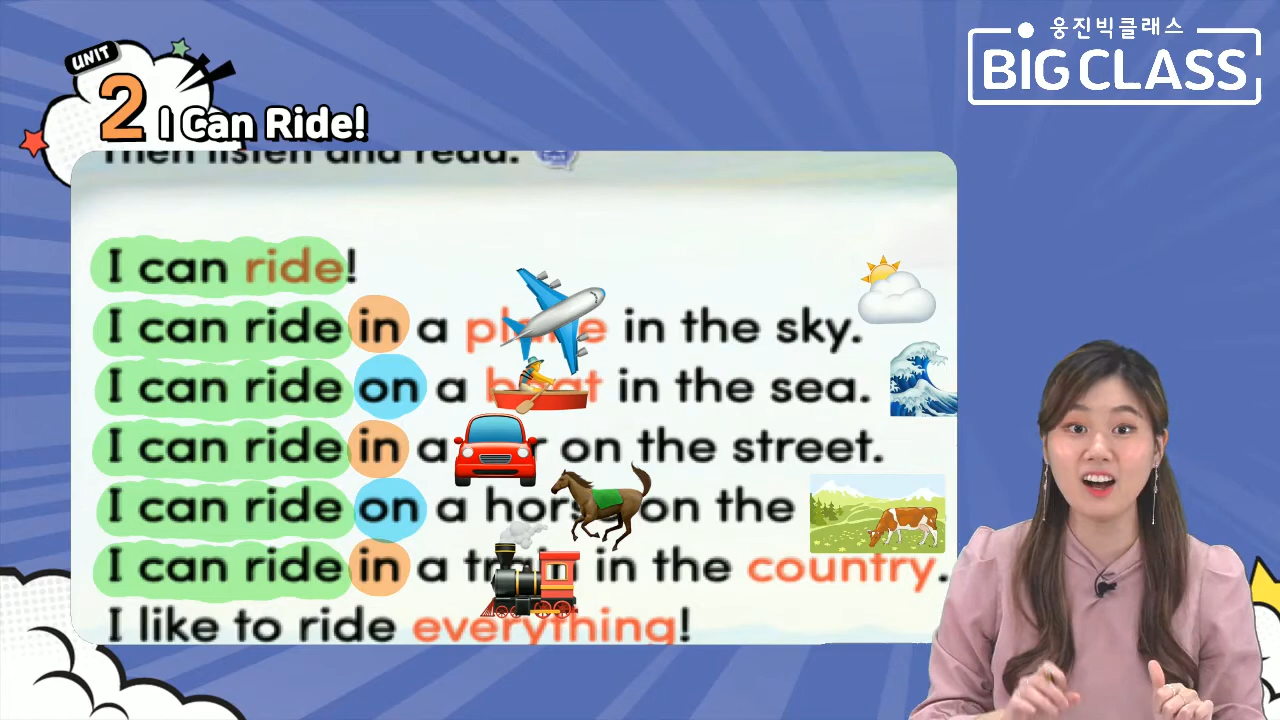 웅진빅클래스
BIG CLASS
UNIT
2 I Can Ride!
Then listen and read.
I can ride!
I can ride in a plane in the sky.
I can ride on a boat in the sea.
I can ride in a car on the street.
I can ride on a horse on the
I can ride in a train in the country.
I like to ride everything!